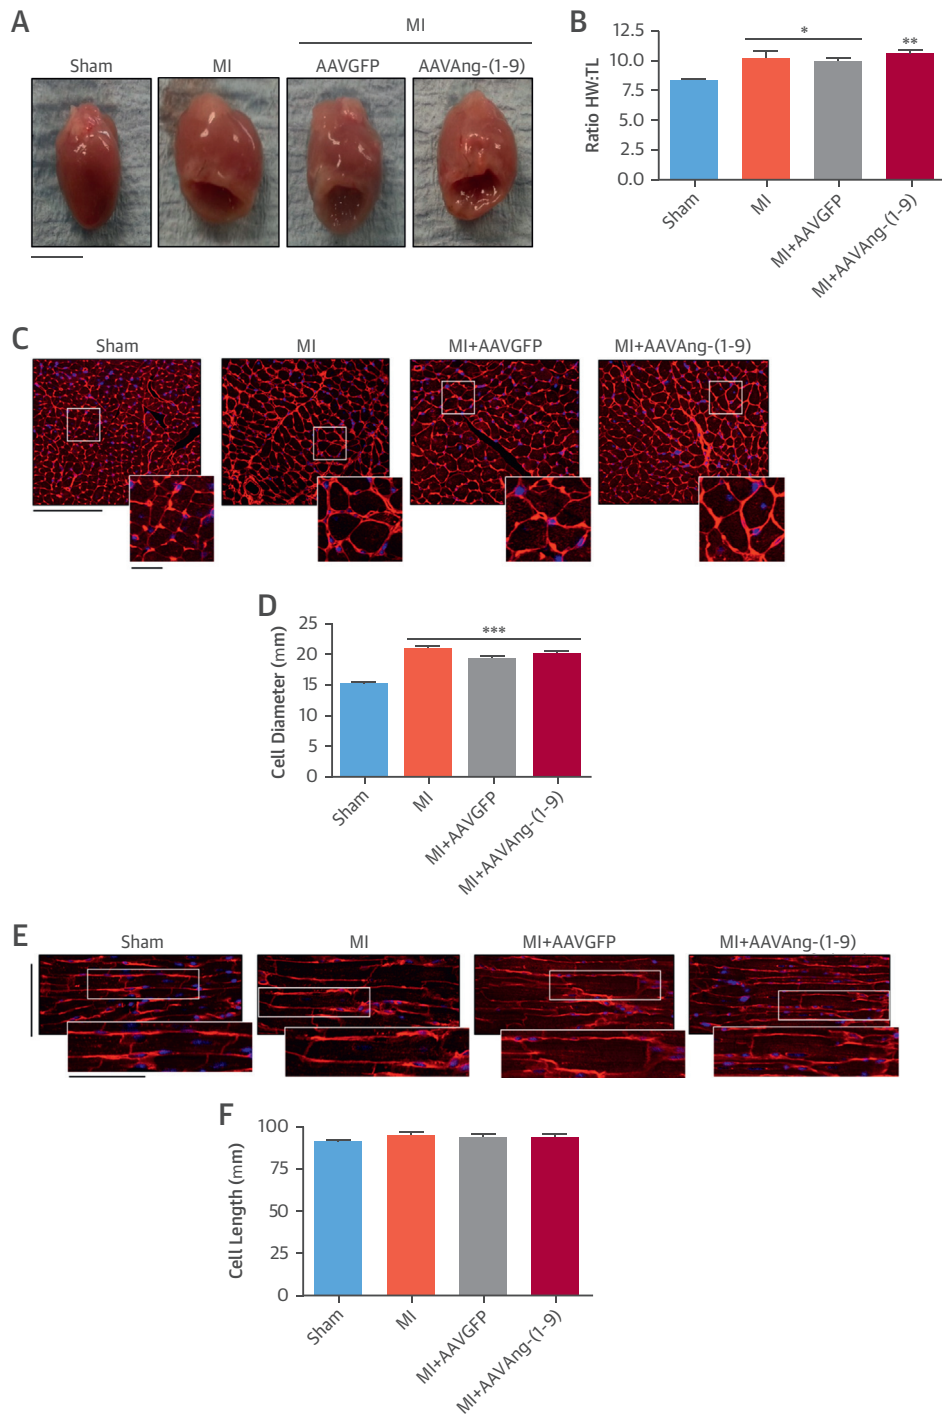 A
MI
Sham
MI
AAVGFP
AAVAng-(1-9)
B
Ratio HW:TL
12.5
10.0
7.5
5.0
2.5
0.0
*
**
Sham
MI
MI+AAVGFP
MI+AAVAng-(1-9)
C
Sham
MI
MI+AAVGFP
MI+AAVAng-(1-9)
D
Cell Diameter (mm)
25
20
15
10
5
0
***
Sham
MI
MI+AAVGFP
MI+AAVAng-(1-9)
E
Sham
MI
MI+AAVGFP
MI+AAVAng-(1-9)
F
Cell Length (mm)
100
75
50
25
0
Sham
MI
MI+AAVGFP
MI+AAVAng-(1-9)